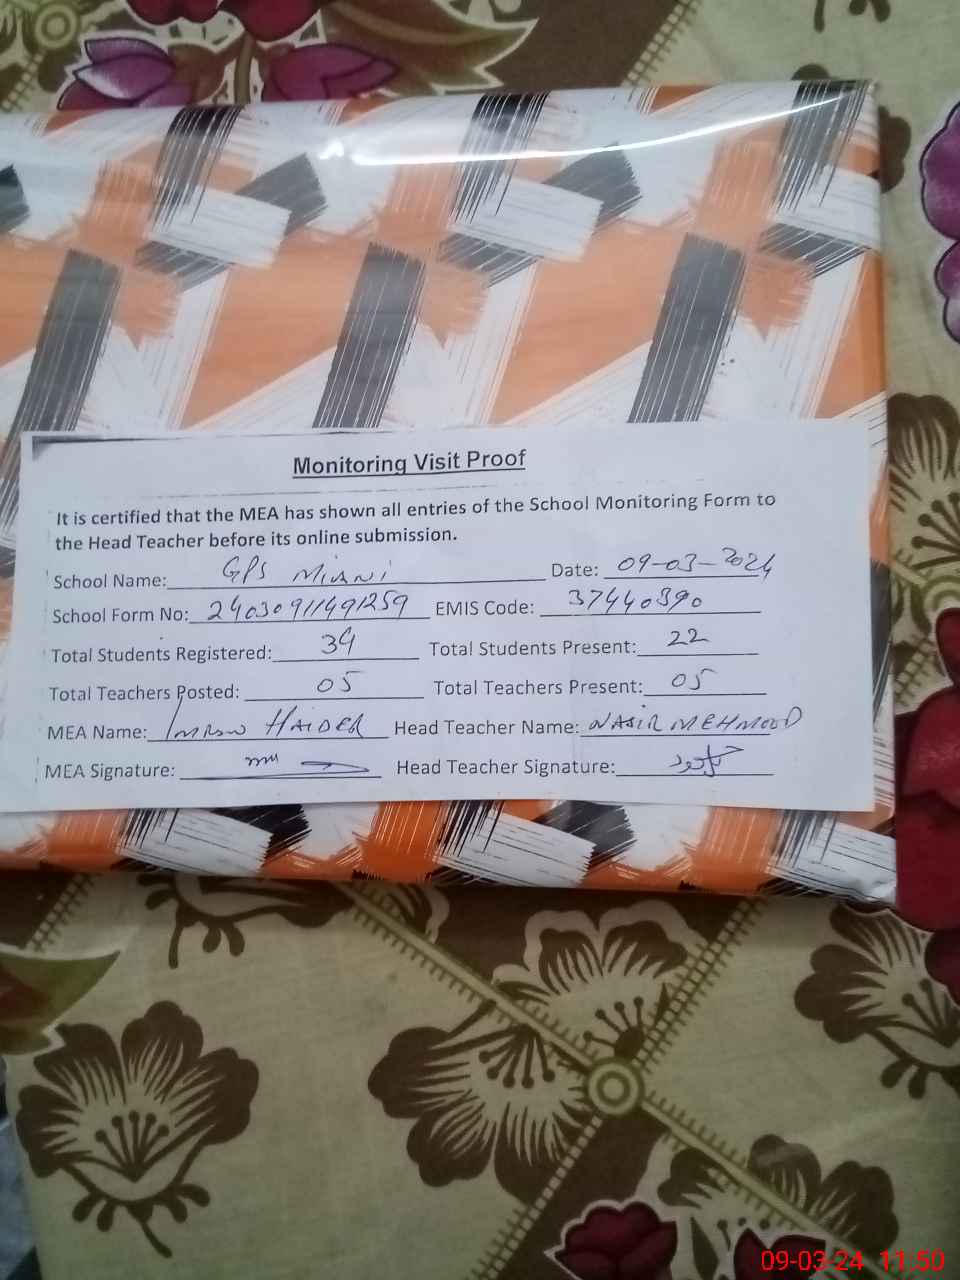 Monitoring Visit Proof
It is certified that the MEA has shown all entries of the School Monitoring Form to
the Head Teacher before its online submission.
School Name: GPS Miani Date: 09-03-2024
School Form No: 24030911491259 EMIS Code: 37440390
Total Students Registered: 39 Total Students Present: 22
Total Teachers Posted: 05 Total Teachers Present: 05
MEA Name: Imran HAIDER Head Teacher Name: NASIR MEHMOOD
MEA Signature: Head Teacher Signature:
09-03-24 11:50